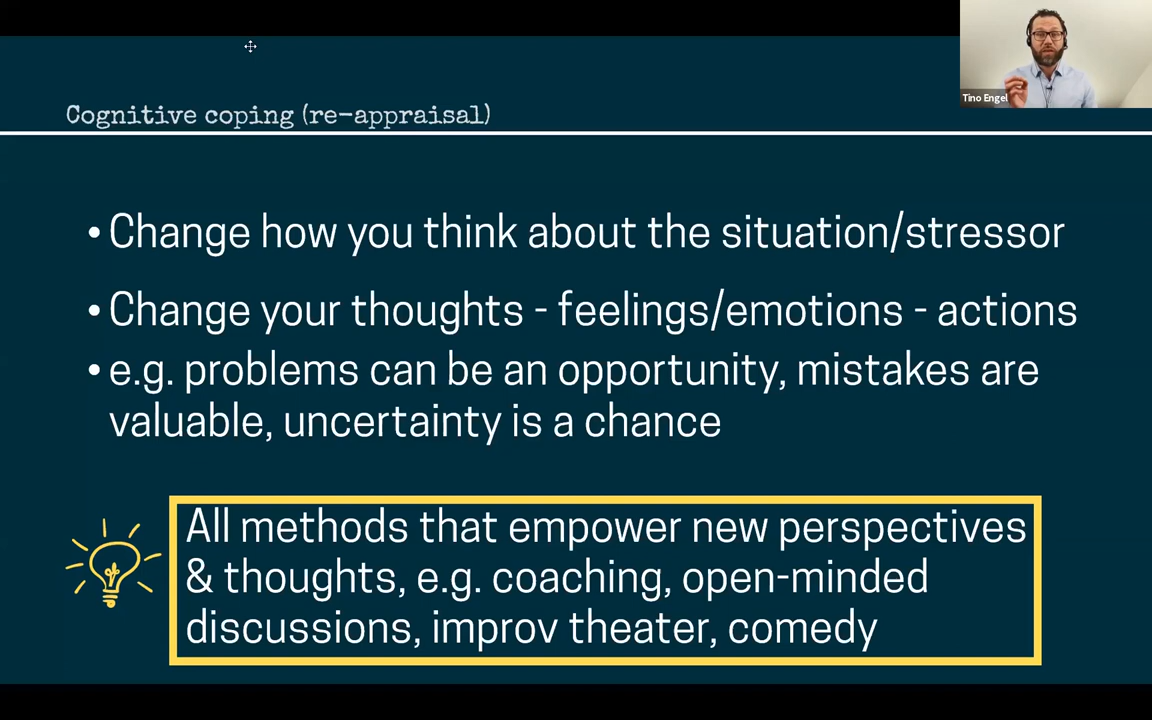 Tino Engel
Cognitive coping (re-appraisal)
• Change how you think about the situation/stressor
• Change your thoughts - feelings/emotions - actions
• e.g. problems can be an opportunity, mistakes are
valuable, uncertainty is a chance
All methods that empower new perspectives
& thoughts, e.g. coaching, open-minded
discussions, improv theater, comedy